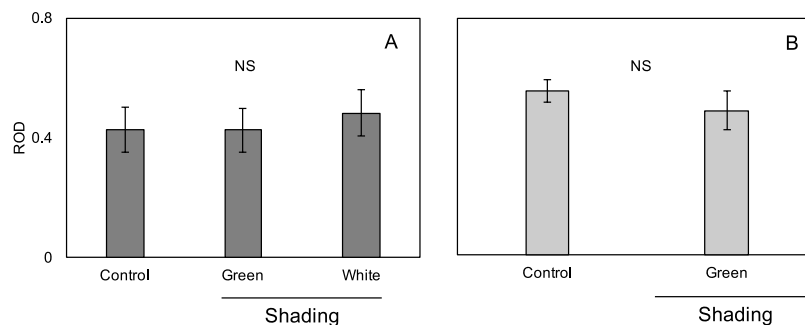 0.8
A
B
NS
NS
0.4
ROD
0
Control
Green
White
Control
Green
Shading
Shading